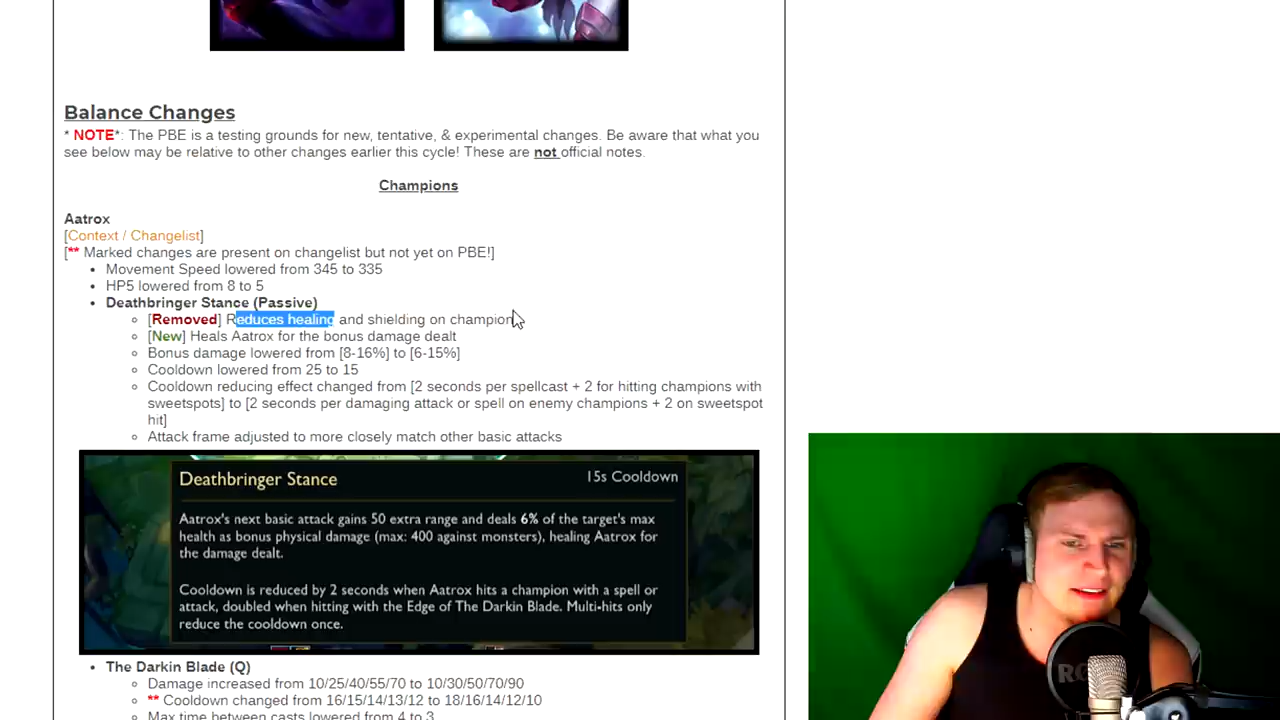 Balance Changes
* NOTE*: The PBE is a testing grounds for new, tentative, & experimental changes. Be aware that what you
see below may be relative to other changes earlier this cycle! These are not official notes.
Champions
Aatrox
[Context / Changelist]
[** Marked changes are present on changelist but not yet on PBE!]
• Movement Speed lowered from 345 to 335
• HP5 lowered from 8 to 5
• Deathbringer Stance (Passive)
◦ [Removed] Reduces healing and shielding on champion
◦ [New] Heals Aatrox for the bonus damage dealt
◦ Bonus damage lowered from [8-16%] to [6-15%]
◦ Cooldown lowered from 25 to 15
◦ Cooldown reducing effect changed from [2 seconds per spellcast + 2 for hitting champions with
sweetspots] to [2 seconds per damaging attack or spell on enemy champions + 2 on sweetspot
hit]
◦ Attack frame adjusted to more closely match other basic attacks
Deathbringer Stance 15s Cooldown
Aatrox's next basic attack gains 50 extra range and deals 6% of the target's max
health as bonus physical damage (max: 400 against monsters), healing Aatrox for
the damage dealt.
Cooldown is reduced by 2 seconds when Aatrox hits a champion with a spell or
attack, doubled when hitting with the Edge of The Darkin Blade. Multi-hits only
reduce the cooldown once.
• The Darkin Blade (Q)
◦ Damage increased from 10/25/40/55/70 to 10/30/50/70/90
◦ ** Cooldown changed from 16/15/14/13/12 to 18/16/14/12/10
◦ Max time between casts lowered from 4 to 3